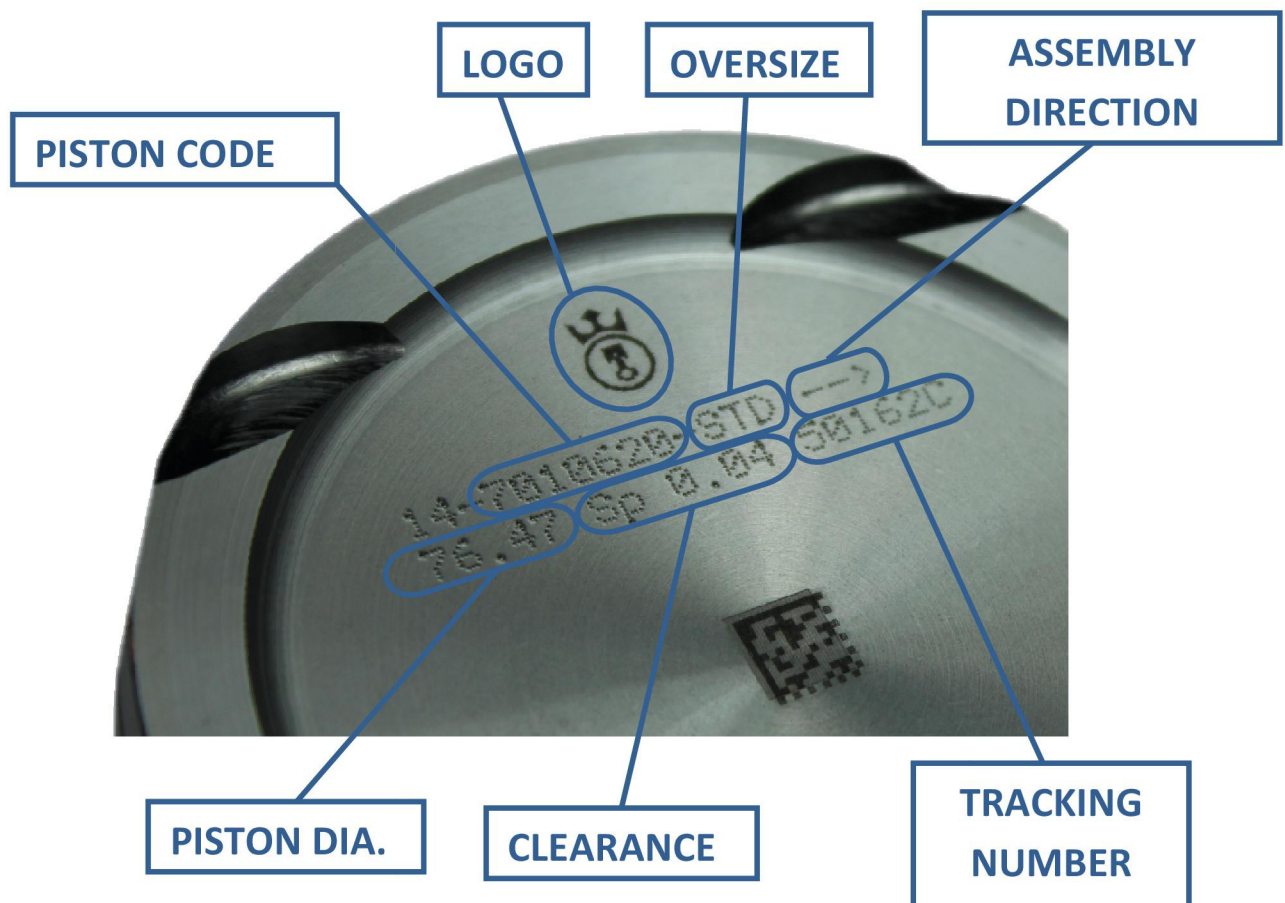 LOGO
OVERSIZE
ASSEMBLY
DIRECTION
PISTON CODE
14-7010620-STD -->
76.47 Sp 0.04 50162C
PISTON DIA.
CLEARANCE
TRACKING
NUMBER